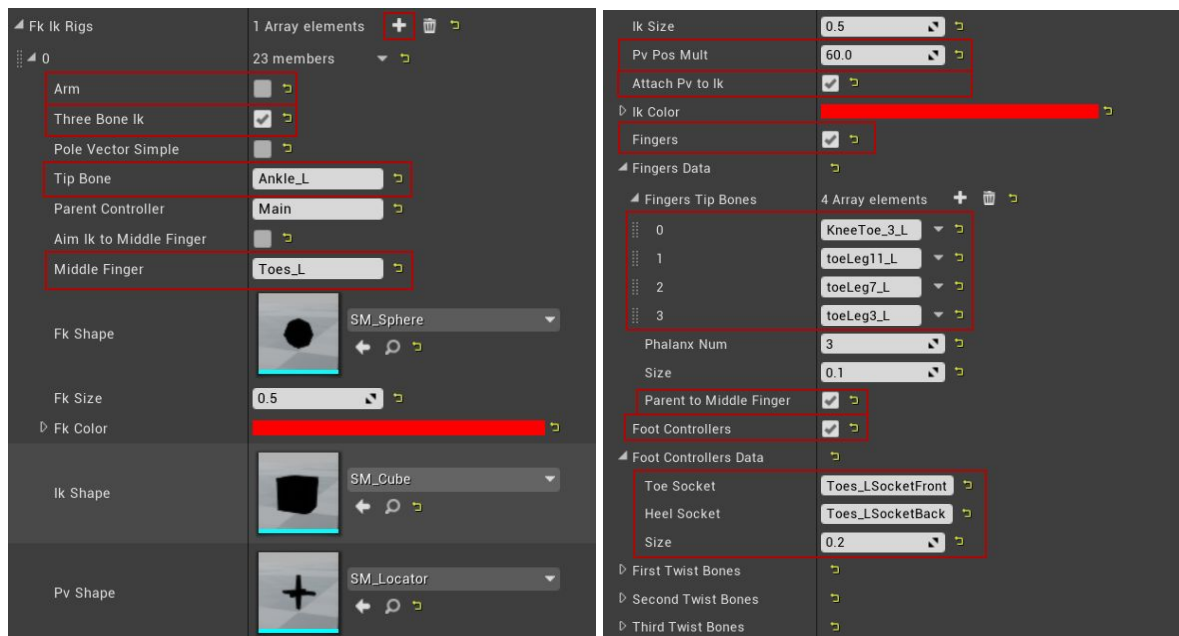 Fk Ik Rigs 1 Array elements
0 23 members
Arm
Three Bone Ik
Pole Vector Simple
Tip Bone Ankle_L
Parent Controller Main
Aim Ik to Middle Finger
Middle Finger Toes_L
Fk Shape SM_Sphere
Fk Size 0.5
Fk Color
Ik Shape SM_Cube
Pv Shape SM_Locator
Ik Size 0.5
Pv Pos Mult 60.0
Attach Pv to Ik
Ik Color
Fingers
Fingers Data
Fingers Tip Bones 4 Array elements
0 KneeToe_3_L
1 toeLeg11_L
2 toeLeg7_L
3 toeLeg3_L
Phalanx Num 3
Size 0.1
Parent to Middle Finger
Foot Controllers
Foot Controllers Data
Toe Socket Toes_LSocketFront
Heel Socket Toes_LSocketBack
Size 0.2
First Twist Bones
Second Twist Bones
Third Twist Bones